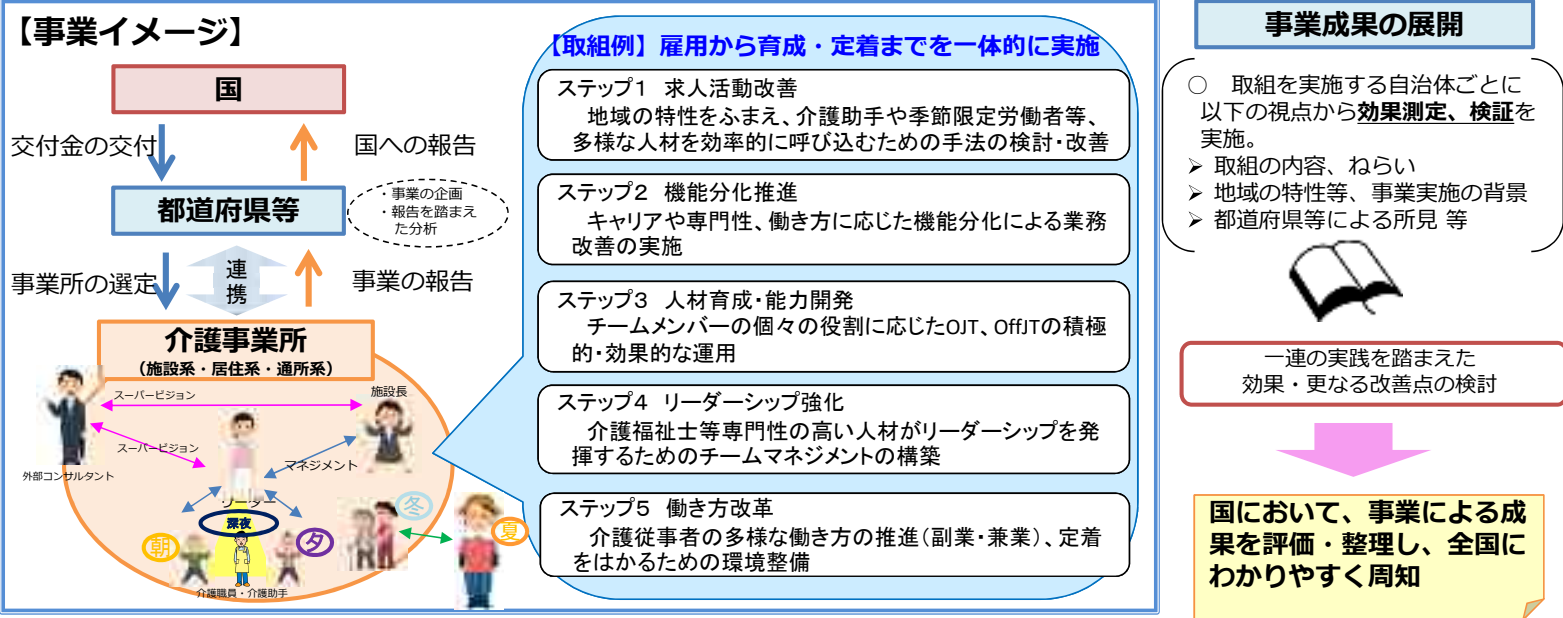 【事業イメージ】
国
交付金の交付
国への報告
都道府県等
・事業の企画
・報告を踏まえ
た分析
事業所の選定
連
携
事業の報告
介護事業所
（施設系・居住系・通所系）
スーパービジョン
施設長
スーパービジョン
マネジメント
外部コンサルタント
リーダー
深夜
朝
夕
冬
夏
介護職員・介護助手
【取組例】雇用から育成・定着までを一体的に実施
ステップ1 求人活動改善
地域の特性をふまえ、介護助手や季節限定労働者等、
多様な人材を効率的に呼び込むための手法の検討・改善
ステップ2 機能分化推進
キャリアや専門性、働き方に応じた機能分化による業務
改善の実施
ステップ3 人材育成・能力開発
チームメンバーの個々の役割に応じたOJT、OffJTの積極
的・効果的な運用
ステップ4 リーダーシップ強化
介護福祉士等専門性の高い人材がリーダーシップを発
揮するためのチームマネジメントの構築
ステップ5 働き方改革
介護従事者の多様な働き方の推進（副業・兼業）、定着
をはかるための環境整備
事業成果の展開
○ 取組を実施する自治体ごとに
以下の視点から効果測定、検証を
実施。
➢ 取組の内容、ねらい
➢ 地域の特性等、事業実施の背景
➢ 都道府県等による所見 等
一連の実践を踏まえた
効果・更なる改善点の検討
国において、事業による成
果を評価・整理し、全国に
わかりやすく周知